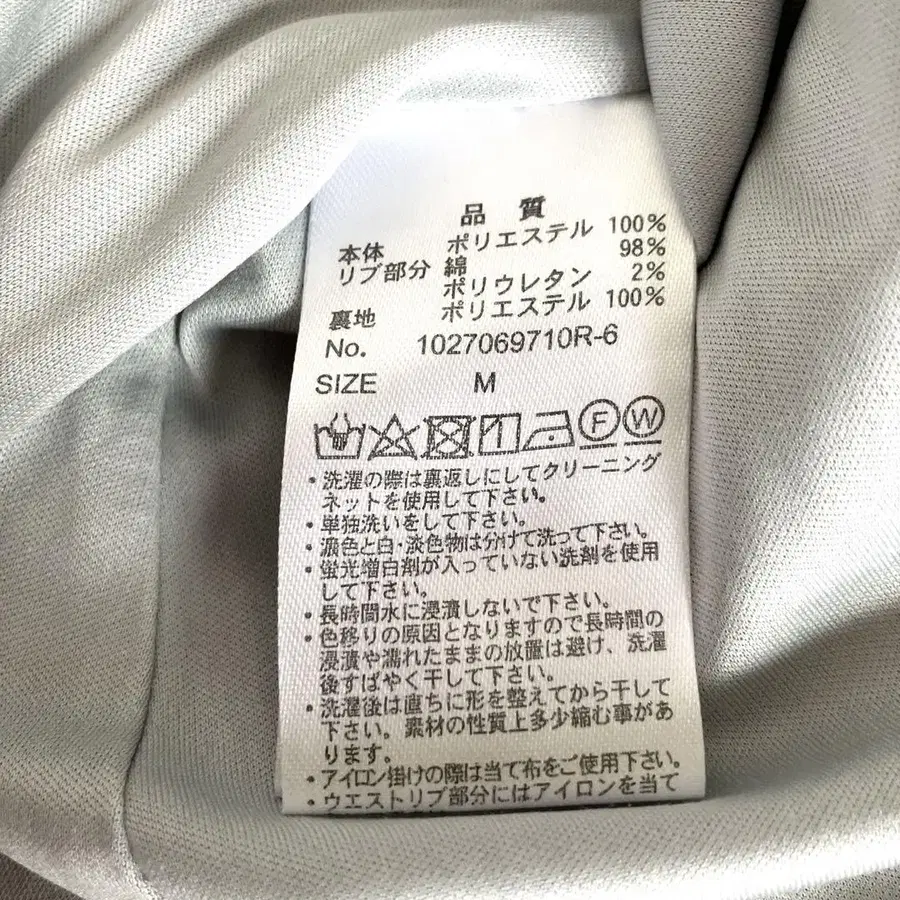 品質
本体 ポリエステル 100%
リブ部分 綿 98%
ポリウレタン 2%
裏地 ポリエステル 100%
No. 1027069710R-6
SIZE M
F W
・洗濯の際は裏返しにしてクリーニング
ネットを使用して下さい。
・単独洗いをして下さい。
・濃色と白・淡色物は分けて洗って下さい。
・蛍光増白剤が入っていない洗剤を使用
して下さい。
・長時間水に浸漬しないで下さい。
・色移りの原因となりますので長時間の
浸漬や濡れたままの放置は避け、洗濯
後すばやく干して下さい。
・洗濯後は直ちに形を整えてから干して
下さい。素材の性質上多少縮む事があ
ります。
・アイロン掛けの際は当て布をご使用下さい。
・ウエストリブ部分にはアイロンを当て